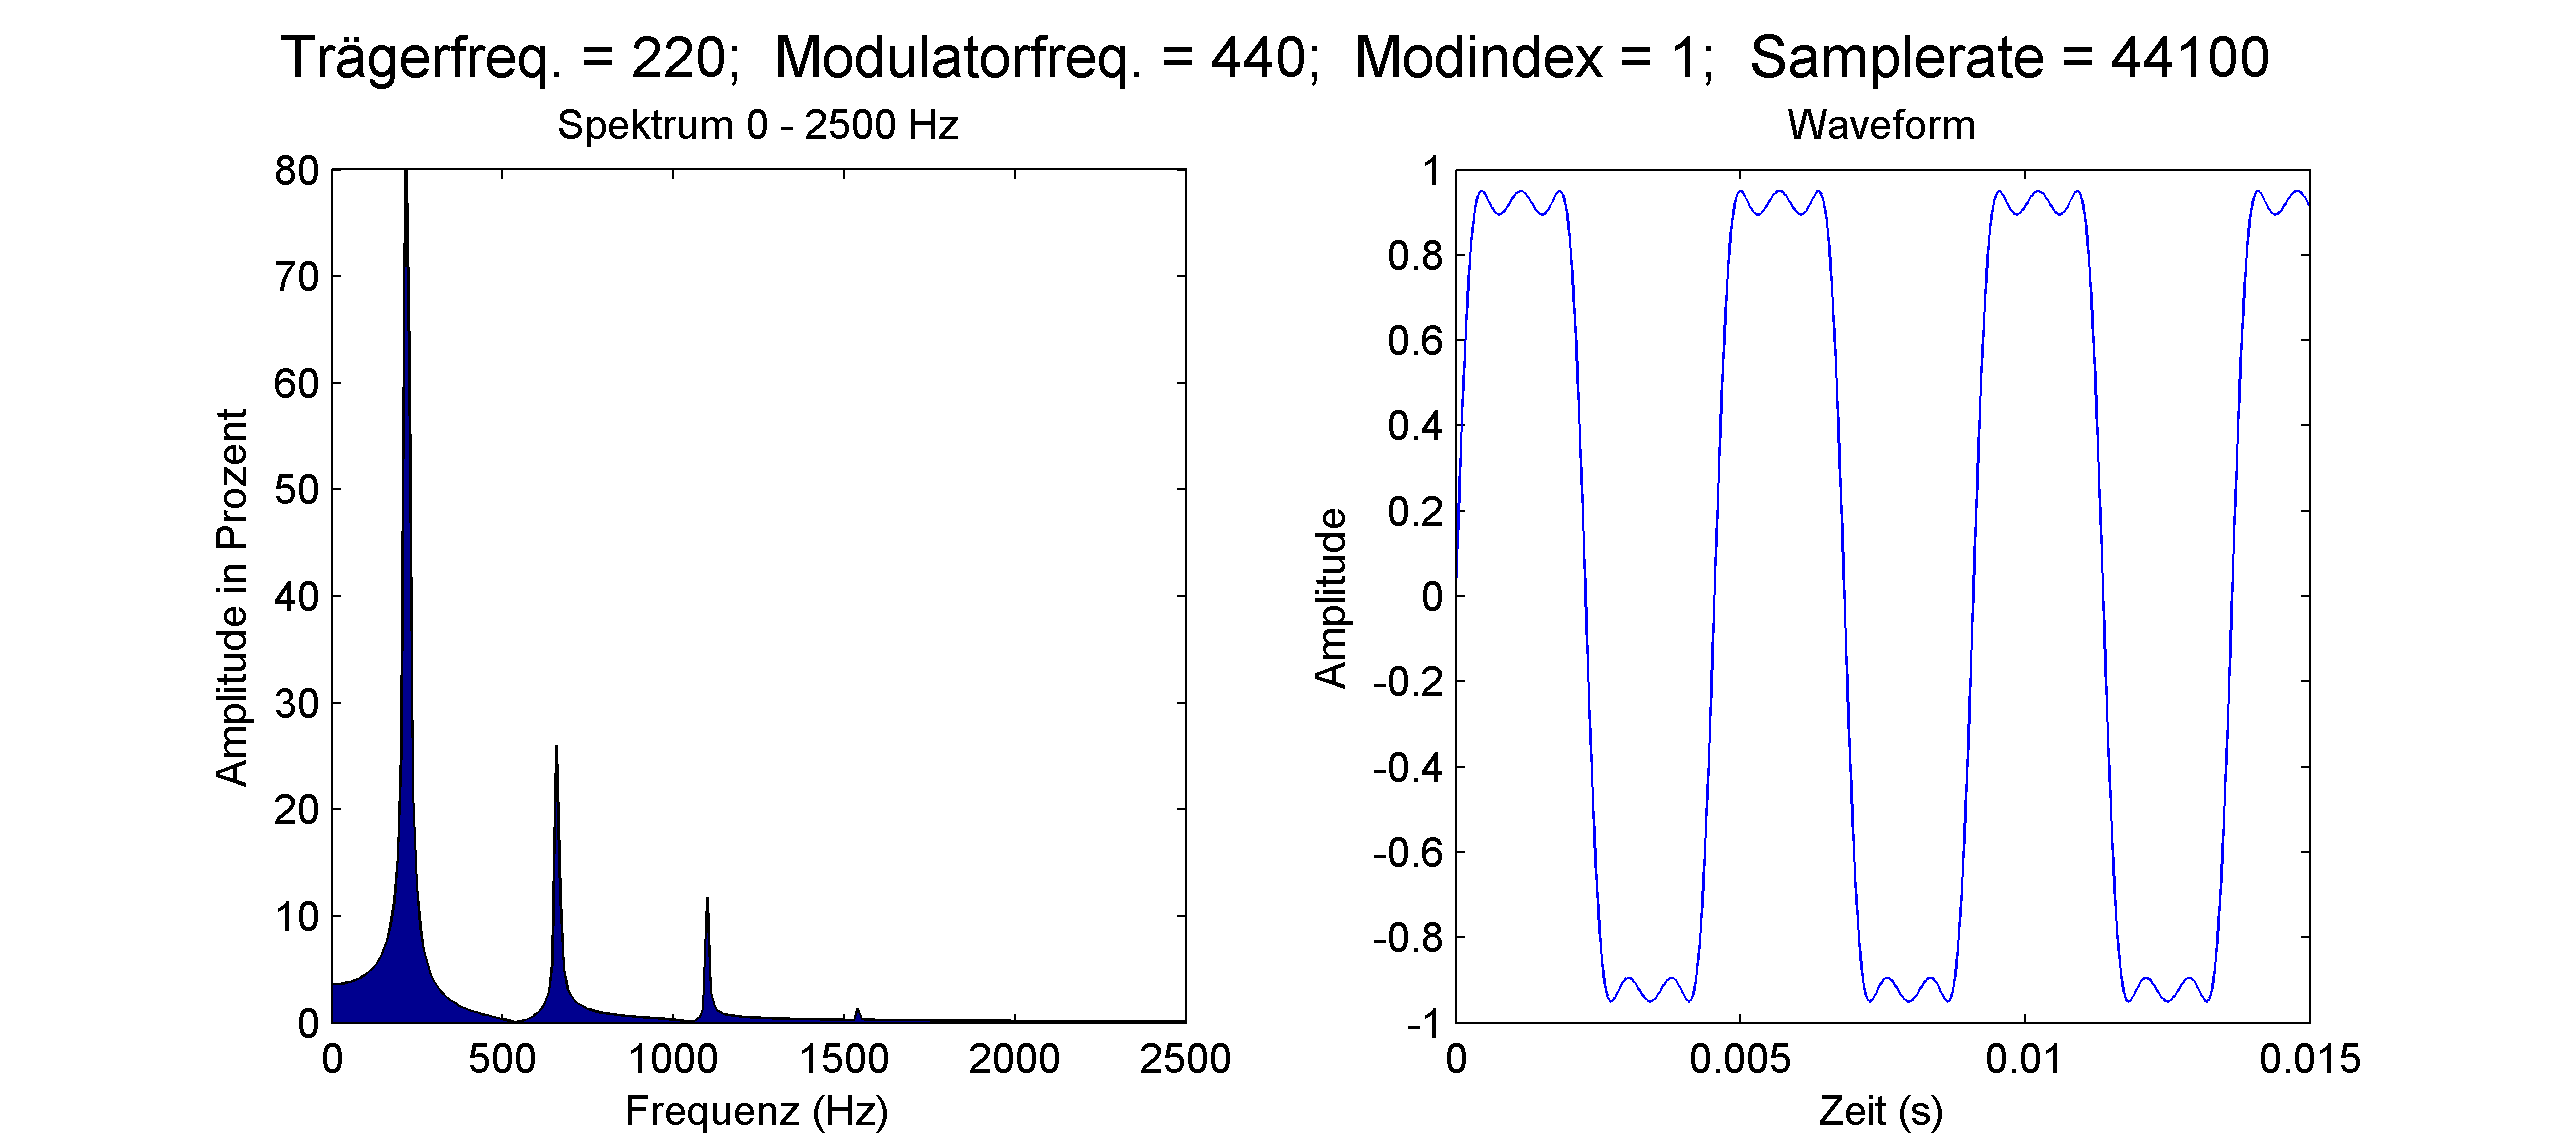 Trägerfreq. = 220;  Modulatorfreq. = 440;  Modindex = 1;  Samplerate = 44100
Spektrum 0 - 2500 Hz
80
70
60
50
40
30
20
10
0
Amplitude in Prozent
0 500 1000 1500 2000 2500
Frequenz (Hz)
Waveform
1
0.8
0.6
0.4
0.2
0
-0.2
-0.4
-0.6
-0.8
-1
Amplitude
0 0.005 0.01 0.015
Zeit (s)